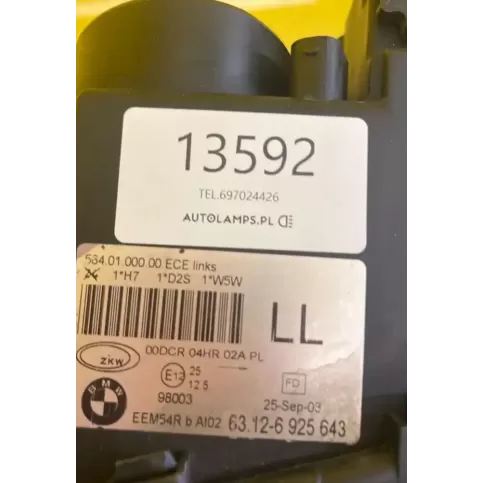 13592
TEL.697024426
AUTOLAMPS.PL
534.01.000.00 ECE links
1*H7 1*D2S 1*W5W
LL
00DCR 04HR 02A PL
ZKW
E12 25
12.5
FD
98003
25-Sep-03
BMW
EEM54R b AI02 63.12-6 925 643